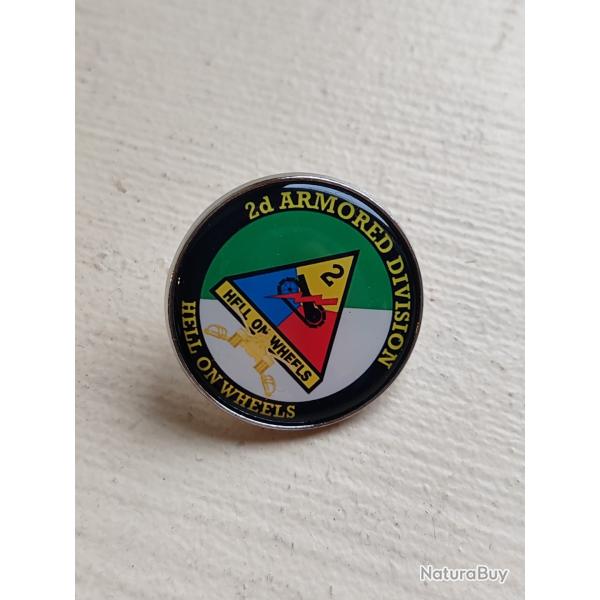 2d ARMORED DIVISION
2
HELL ON WHEELS
HELL ON WHEELS
NaturaBuy